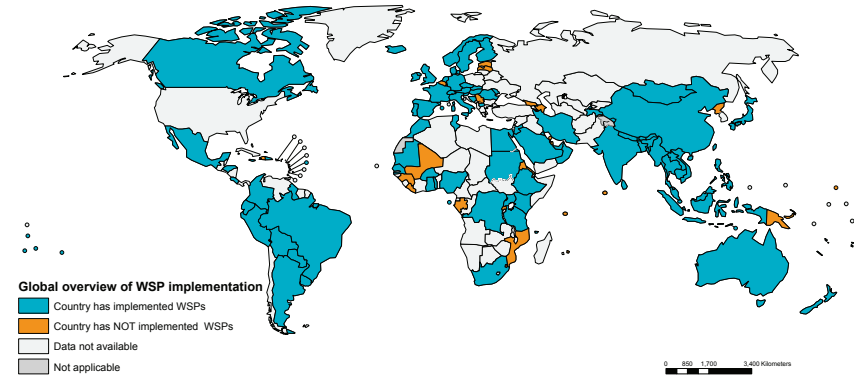 Global overview of WSP implementation
Country has implemented WSPs
Country has NOT implemented WSPs
Data not available
Not applicable
0 850 1,700 3,400 Kilometers